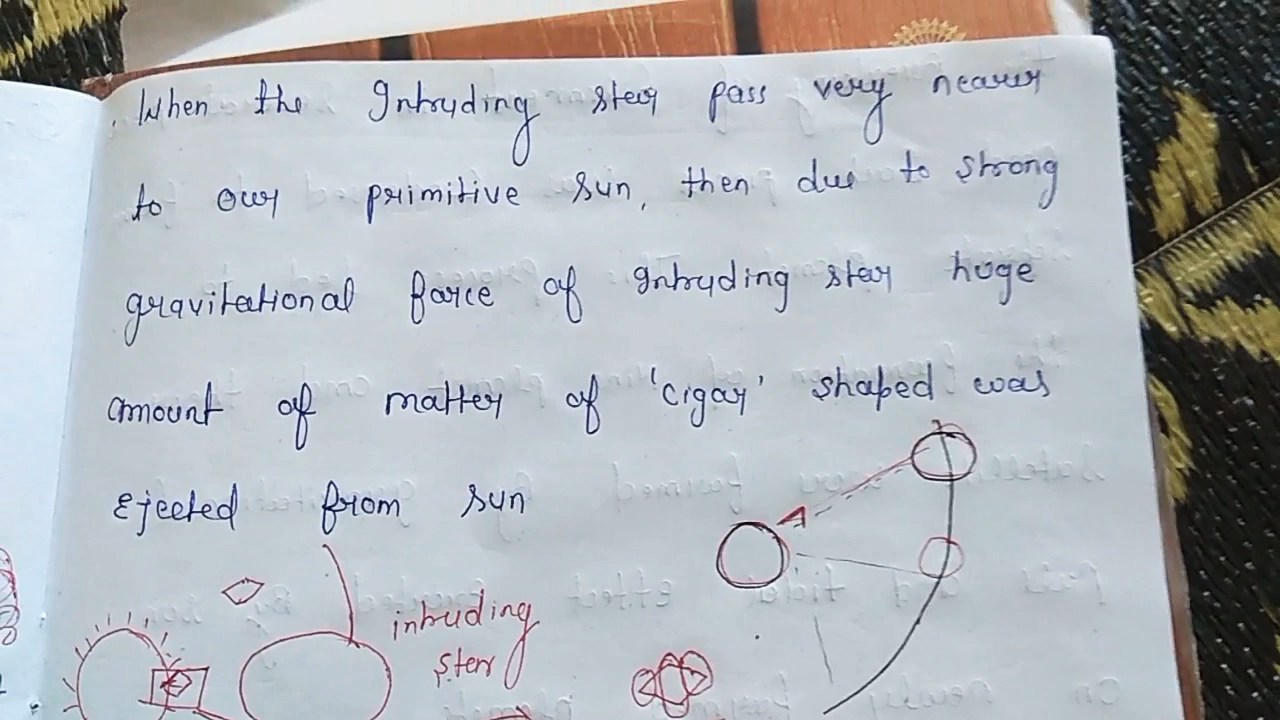 When the Intruding star pass very nearer
to our primitive sun, then due to strong
gravitational force of Intruding star huge
amount of matter of 'cigar' shaped was
Ejected from sun
A
intruding
star